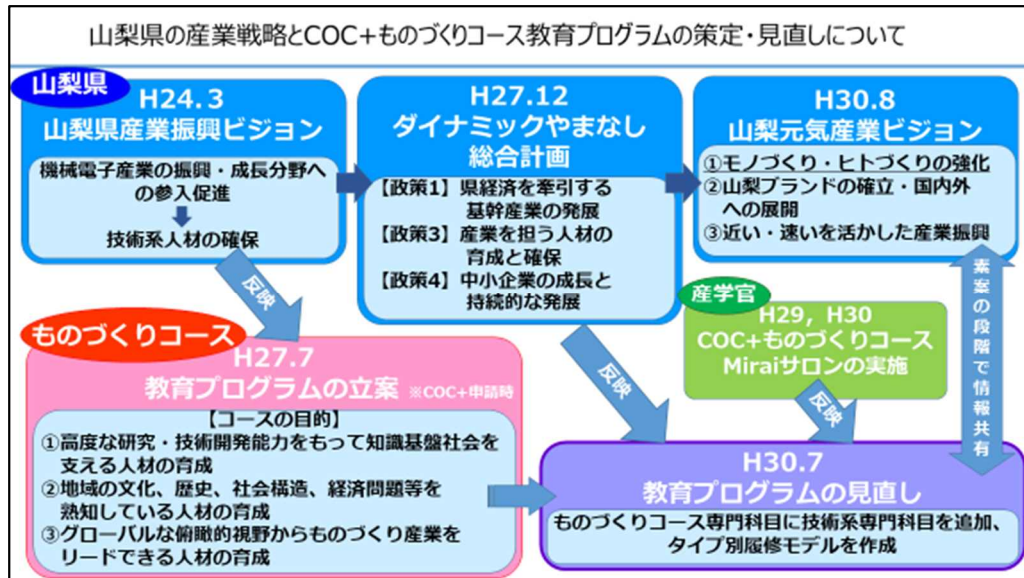 山梨県の産業戦略とCOC+ものづくりコース教育プログラムの策定・見直しについて
山梨県
H24.3
山梨県産業振興ビジョン
機械電子産業の振興・成長分野へ
の参入促進
技術系人材の確保
H27.12
ダイナミックやまなし
総合計画
【政策1】県経済を牽引する
基幹産業の発展
【政策3】産業を担う人材の
育成と確保
【政策4】中小企業の成長と
持続的な発展
H30.8
山梨元気産業ビジョン
①モノづくり・ヒトづくりの強化
②山梨ブランドの確立・国内外
への展開
③近い・速いを活かした産業振興
反映
素案の段階で情報共有
産学官
H29, H30
COC+ものづくりコース
Miraiサロンの実施
反映
反映
ものづくりコース
H27.7
教育プログラムの立案 ※COC+申請時
【コースの目的】
①高度な研究・技術開発能力をもって知識基盤社会を
支える人材の育成
②地域の文化、歴史、社会構造、経済問題等を
熟知している人材の育成
③グローバルな俯瞰的視野からものづくり産業を
リードできる人材の育成
H30.7
教育プログラムの見直し
ものづくりコース専門科目に技術系専門科目を追加、
タイプ別履修モデルを作成